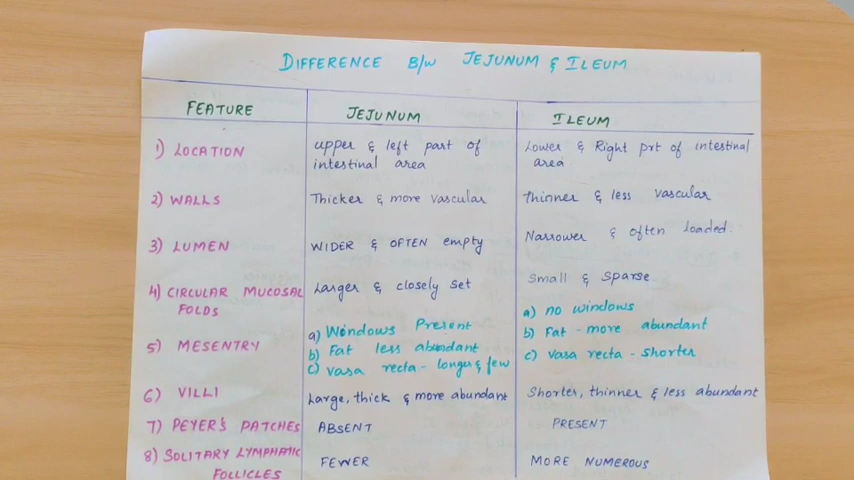 DIFFERENCE B/W JEJUNUM & ILEUM
FEATURE JEJUNUM ILEUM
1) LOCATION upper & left part of intestinal area Lower & Right prt of intestinal area
2) WALLS Thicker & more vascular thinner & less vascular
3) LUMEN WIDER & OFTEN empty Narrower & often loaded.
4) CIRCULAR MUCOSAL FOLDS Larger & closely set Small & sparse
5) MESENTRY
a) Windows Present
b) Fat less abundant
c) vasa recta - longer & few
a) no windows
b) Fat - more abundant
c) vasa recta - shorter
6) VILLI Large, thick & more abundant Shorter, thinner & less abundant
7) PEYER'S PATCHES ABSENT PRESENT
8) SOLITARY LYMPHATIC FOLLICLES FEWER MORE NUMEROUS